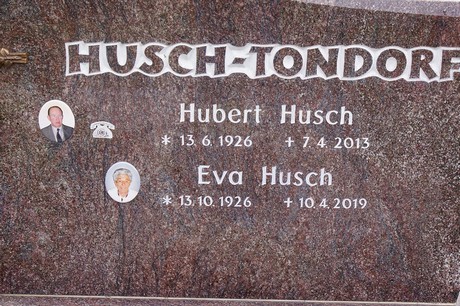 HUSCH-TONDORF
Hubert Husch
* 13.6.1926 + 7.4.2013
Eva Husch
* 13.10.1926 + 10.4.2019